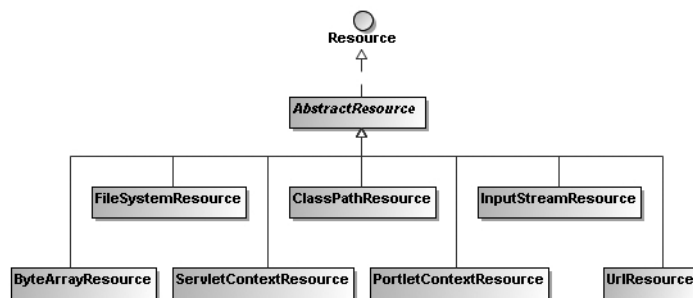 Resource
AbstractResource
FileSystemResource
ClassPathResource
InputStreamResource
ByteArrayResource
ServletContextResource
PortletContextResource
UrlResource